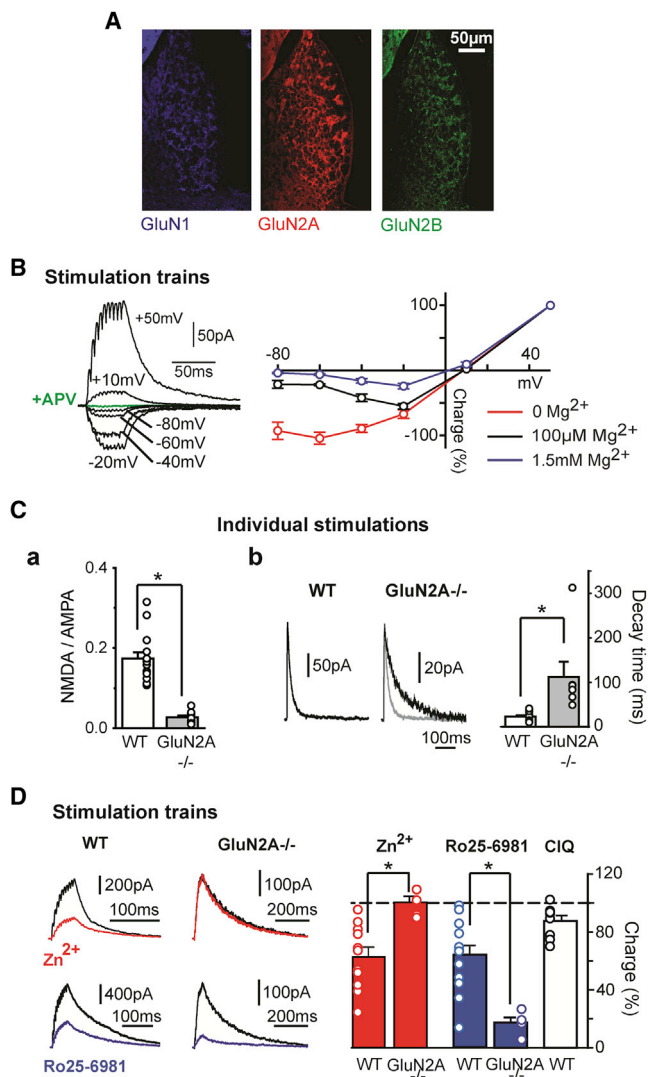 A
50µm
GluN1 GluN2A GluN2B
B Stimulation trains
+50mV
50pA
50ms
+10mV
+APV
-80mV
-60mV
-40mV
-20mV
100
-80
40
mV
-100
Charge (%)
0 Mg2+
100µM Mg2+
1.5mM Mg2+
C Individual stimulations
a
NMDA / AMPA
0.4
0.2
0.0
*
WT GluN2A
-/-
b
WT GluN2A-/-
50pA 20pA
100ms
*
300
200
100
0
Decay time (ms)
WT GluN2A
-/-
D Stimulation trains
WT GluN2A-/-
200pA
100ms
100pA
200ms
Zn2+
400pA
100ms
100pA
200ms
Ro25-6981
Zn2+ Ro25-6981 CIQ
* *
120
80
40
0
Charge (%)
WT GluN2A WT GluN2A WT
-/- -/-